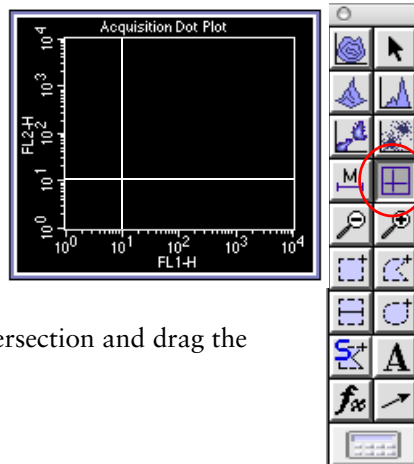 Acquisition Dot Plot
FL2-H
10^4
10^3
10^2
10^1
10^0
10^0 10^1 10^2 10^3 10^4
FL1-H
M
S
A
fx
ersection and drag the